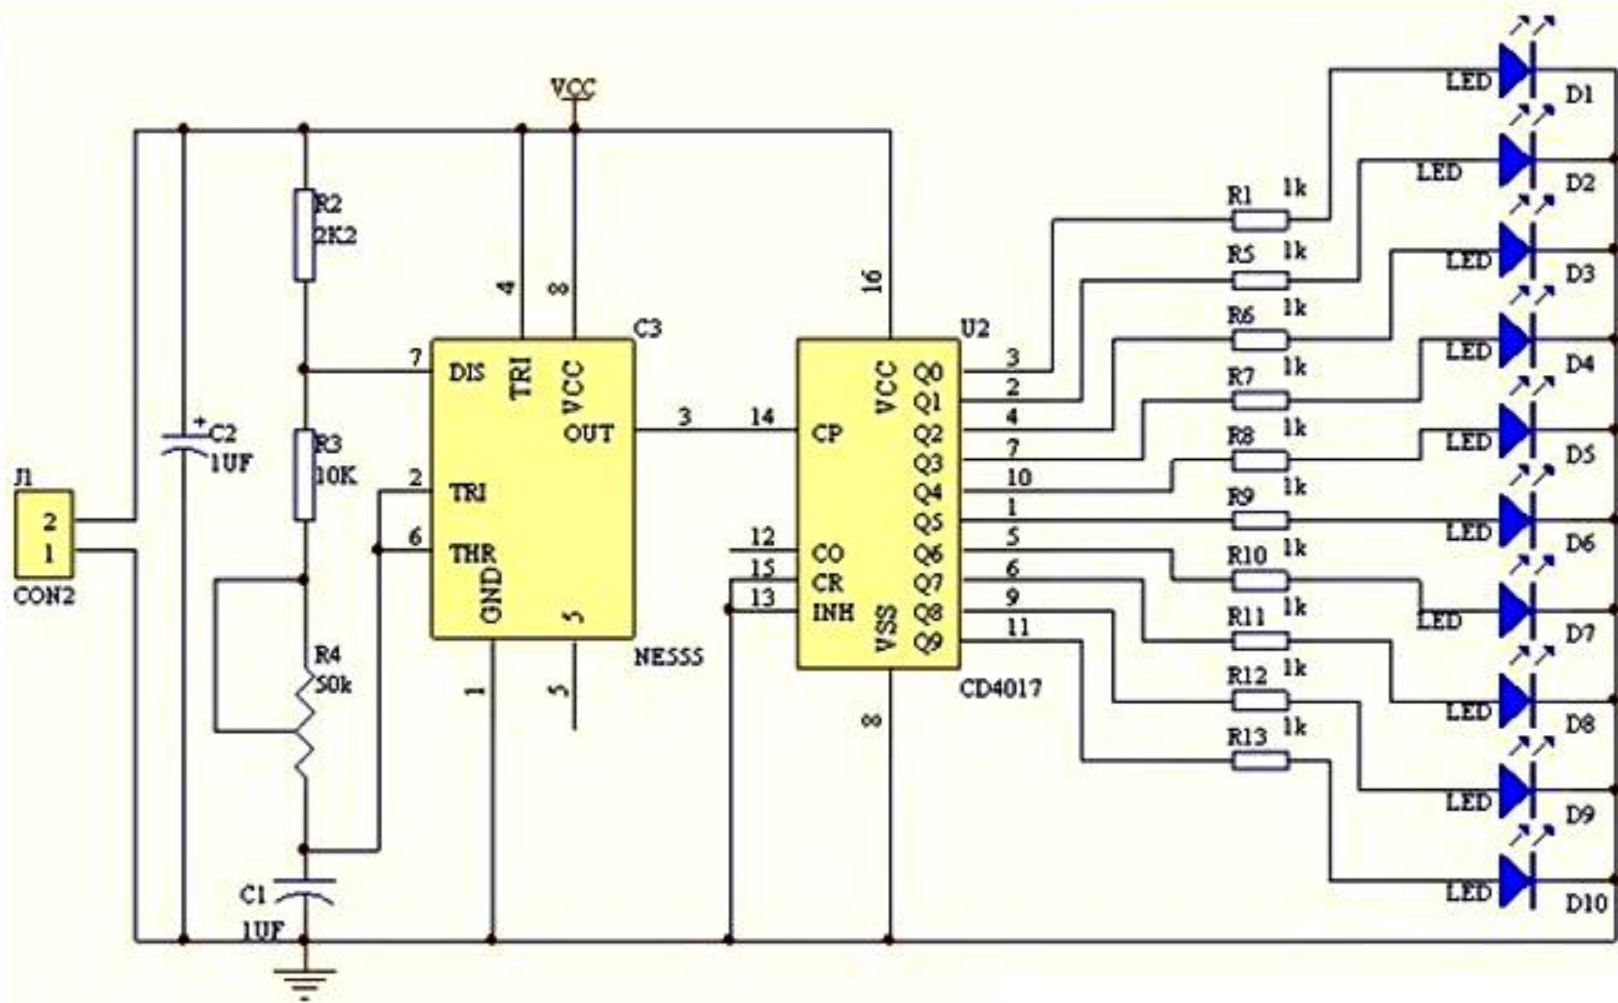 VCC
LED
D1
LED
D2
LED
D3
LED
D4
LED
D5
LED
D6
LED
D7
LED
D8
LED
D9
LED
D10
R1 1k
R5 1k
R6 1k
R7 1k
R8 1k
R9 1k
R10 1k
R11 1k
R12 1k
R13 1k
R2
2K2
R3
10K
R4
50k
C2
1UF
C1
1UF
J1
2
1
CON2
C3
4
8
7 DIS
TRI
VCC
OUT 3
2 TRI
6 THR
GND
5
NE555
1
5
U2
16
VCC
14 CP
12 CO
15 CR
13 INH
VSS
8
Q0 3
Q1 2
Q2 4
Q3 7
Q4 10
Q5 1
Q6 5
Q7 6
Q8 9
Q9 11
CD4017